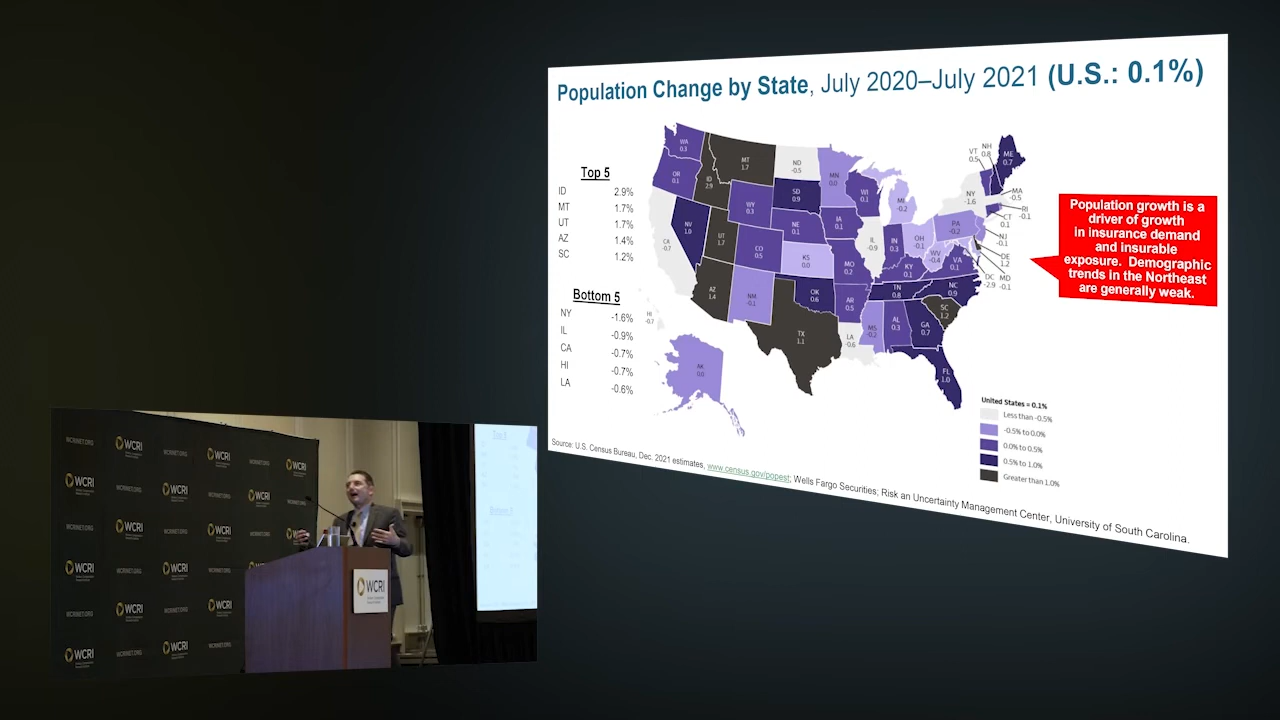 Population Change by State, July 2020–July 2021 (U.S.: 0.1%)
Top 5
ID 2.9%
MT 1.7%
UT 1.7%
AZ 1.4%
SC 1.2%
Bottom 5
NY -1.6%
IL -0.9%
CA -0.7%
HI -0.7%
LA -0.6%
WA 0.3
OR 0.1
CA -0.7
NV 1.0
ID 2.9
MT 1.7
WY 0.3
UT 1.7
CO 0.5
AZ 1.4
NM -0.1
ND -0.5
SD 0.9
NE 0.1
KS 0.0
OK 0.6
TX 1.1
MN 0.0
IA 0.1
MO 0.2
AR 0.5
LA -0.6
WI 0.1
IL -0.9
MI -0.2
IN 0.3
OH -0.1
KY 0.1
TN 0.8
MS -0.2
AL 0.3
GA 0.7
FL 1.0
SC 1.2
NC 0.9
VA 0.1
WV -0.4
PA -0.2
NY -1.6
VT 0.5
NH 0.8
ME 0.7
MA -0.5
RI -0.1
CT 0.1
NJ -0.1
DE 1.2
MD -0.1
DC -2.9
HI -0.7
AK 0.0
Population growth is a
driver of growth
in insurance demand
and insurable
exposure. Demographic
trends in the Northeast
are generally weak.
United States = 0.1%
Less than -0.5%
-0.5% to 0.0%
0.0% to 0.5%
0.5% to 1.0%
Greater than 1.0%
Source: U.S. Census Bureau, Dec. 2021 estimates, www.census.gov/popest; Wells Fargo Securities; Risk an Uncertainty Management Center, University of South Carolina.
WCRINET.ORG
WCRI
WCRI